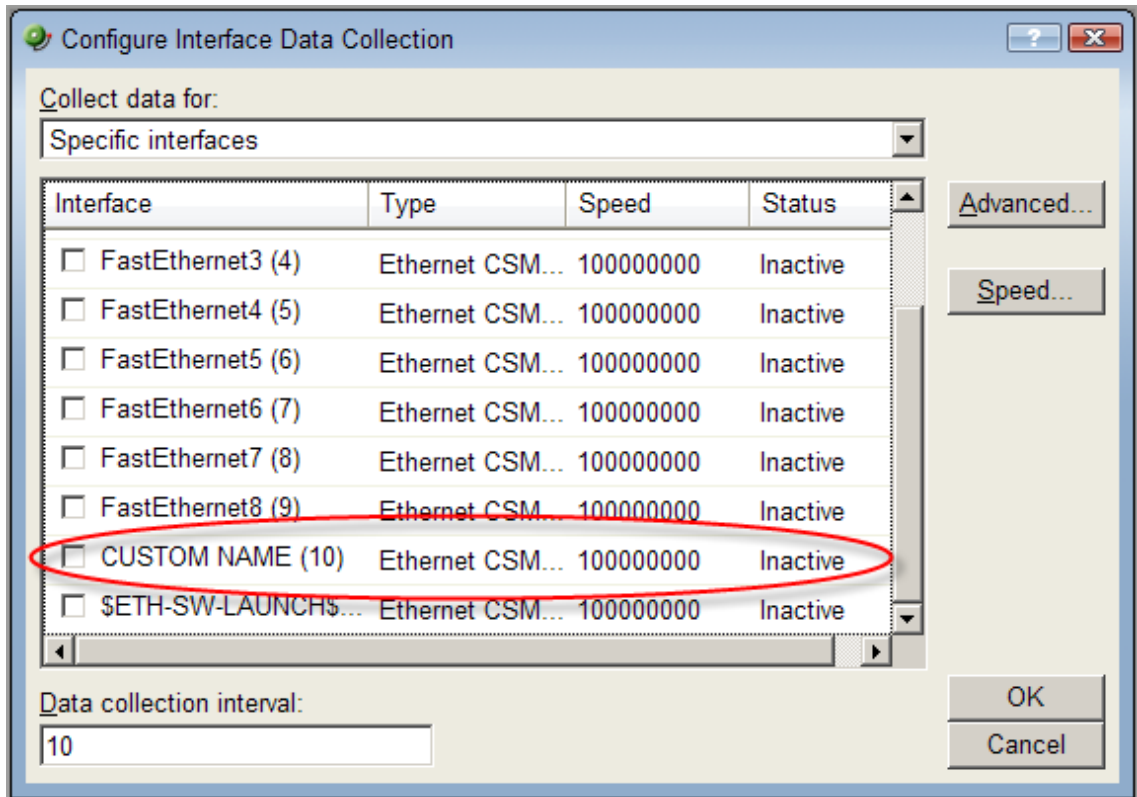 Configure Interface Data Collection
?
Collect data for:
Specific interfaces
Interface Type Speed Status
Advanced...
FastEthernet3 (4) Ethernet CSM... 100000000 Inactive
Speed...
FastEthernet4 (5) Ethernet CSM... 100000000 Inactive
FastEthernet5 (6) Ethernet CSM... 100000000 Inactive
FastEthernet6 (7) Ethernet CSM... 100000000 Inactive
FastEthernet7 (8) Ethernet CSM... 100000000 Inactive
FastEthernet8 (9) Ethernet CSM... 100000000 Inactive
CUSTOM NAME (10) Ethernet CSM... 100000000 Inactive
$ETH-SW-LAUNCH$... Ethernet CSM... 100000000 Inactive
Data collection interval:
10
OK
Cancel